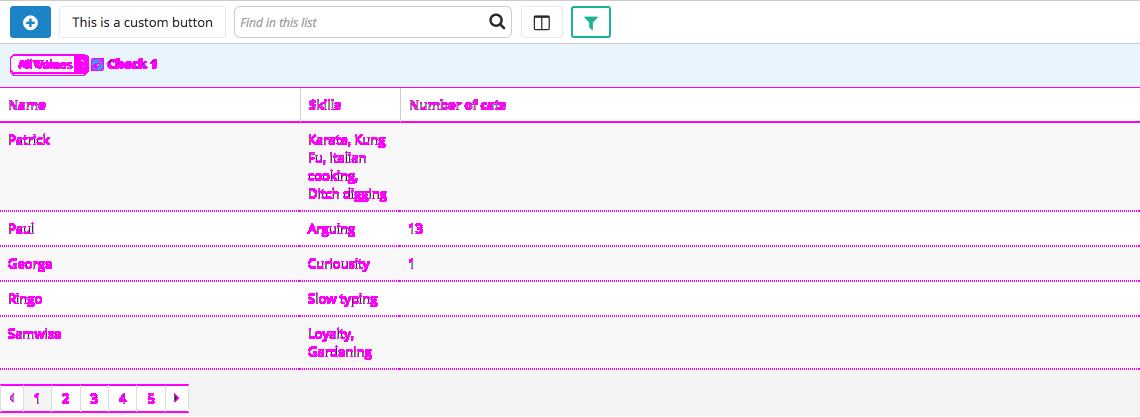 This is a custom button Find in this list
All Values Check 1
Name Skills Number of cats
Patrick Karate, Kung
Fu, Italian
cooking,
Ditch digging
Paul Arguing 13
George Curiousity 1
Ringo Slow typing
Samwise Loyalty,
Gardening
1 2 3 4 5